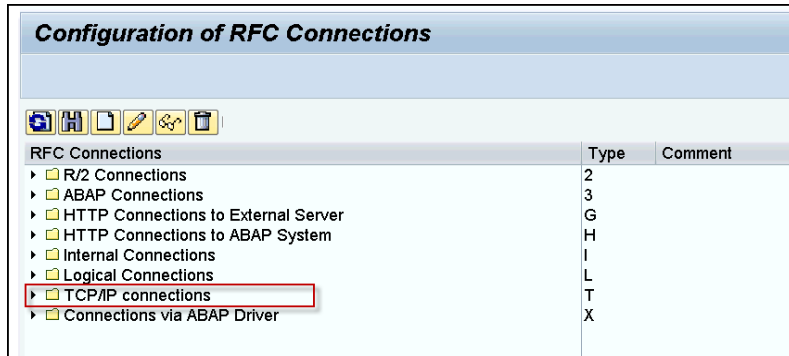 Configuration of RFC Connections
RFC Connections Type Comment
R/2 Connections 2
ABAP Connections 3
HTTP Connections to External Server G
HTTP Connections to ABAP System H
Internal Connections I
Logical Connections L
TCP/IP connections T
Connections via ABAP Driver X